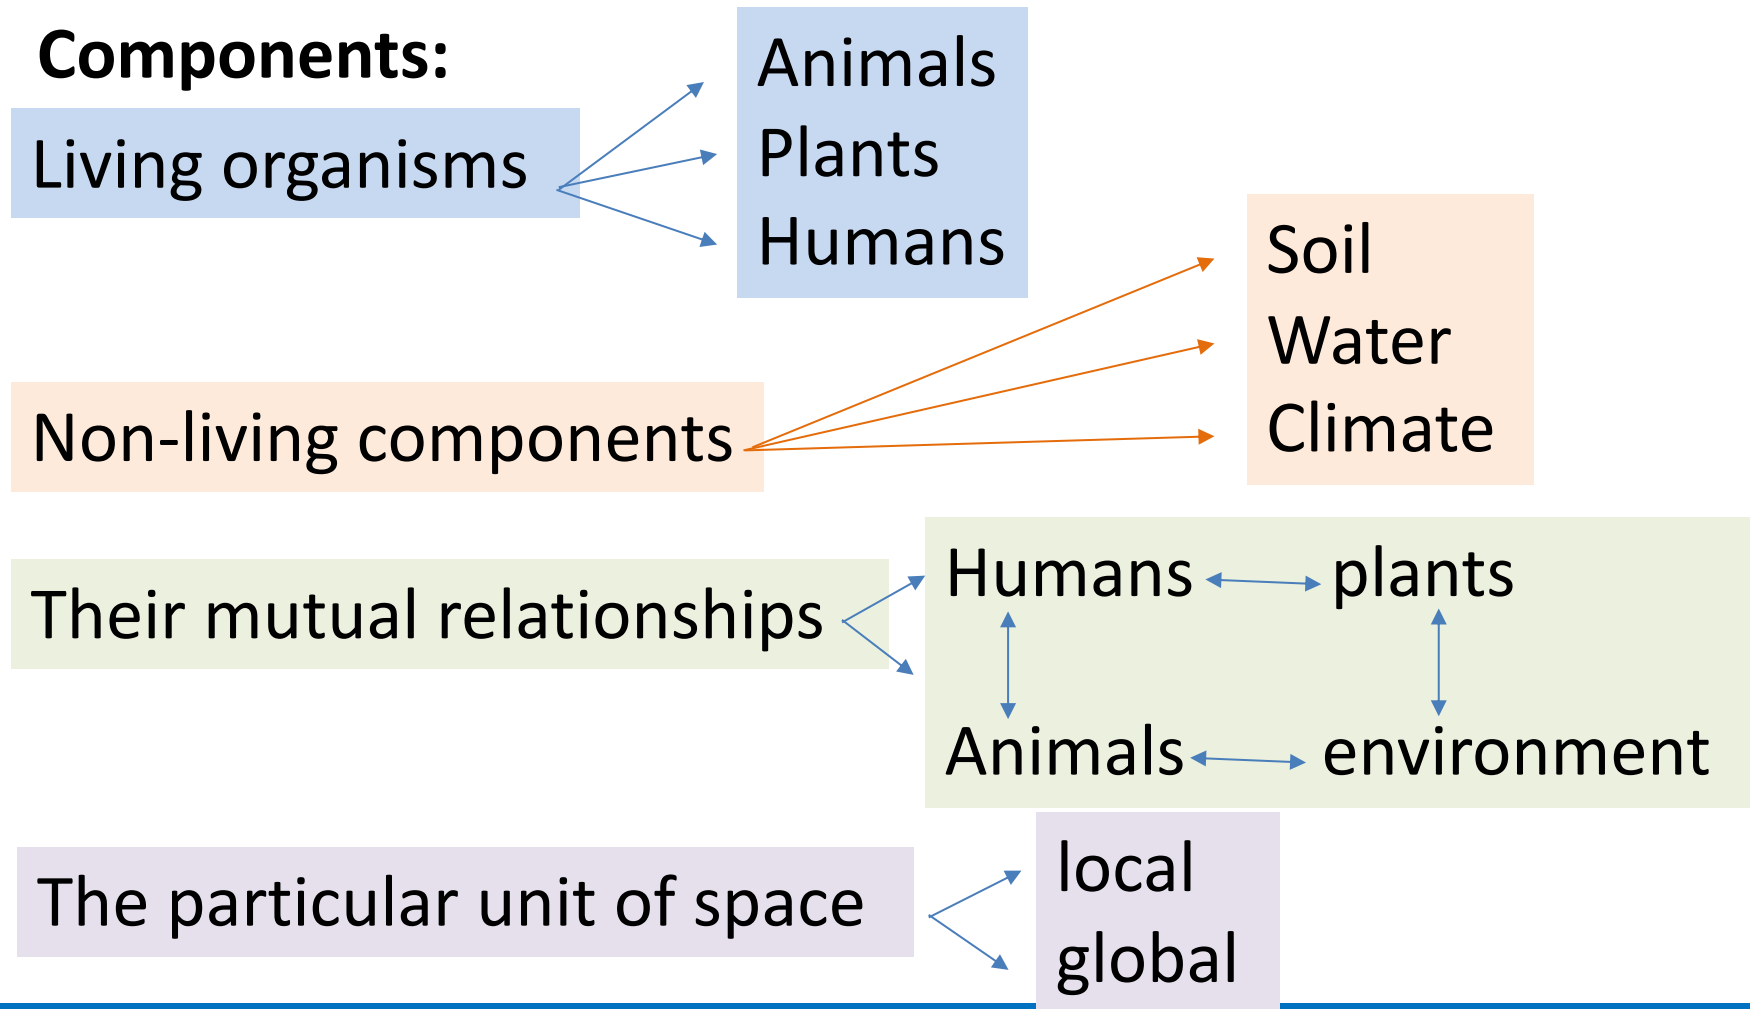 Components:
Living organisms
Animals
Plants
Humans
Non-living components
Soil
Water
Climate
Their mutual relationships
Humans plants
Animals environment
The particular unit of space
local
global